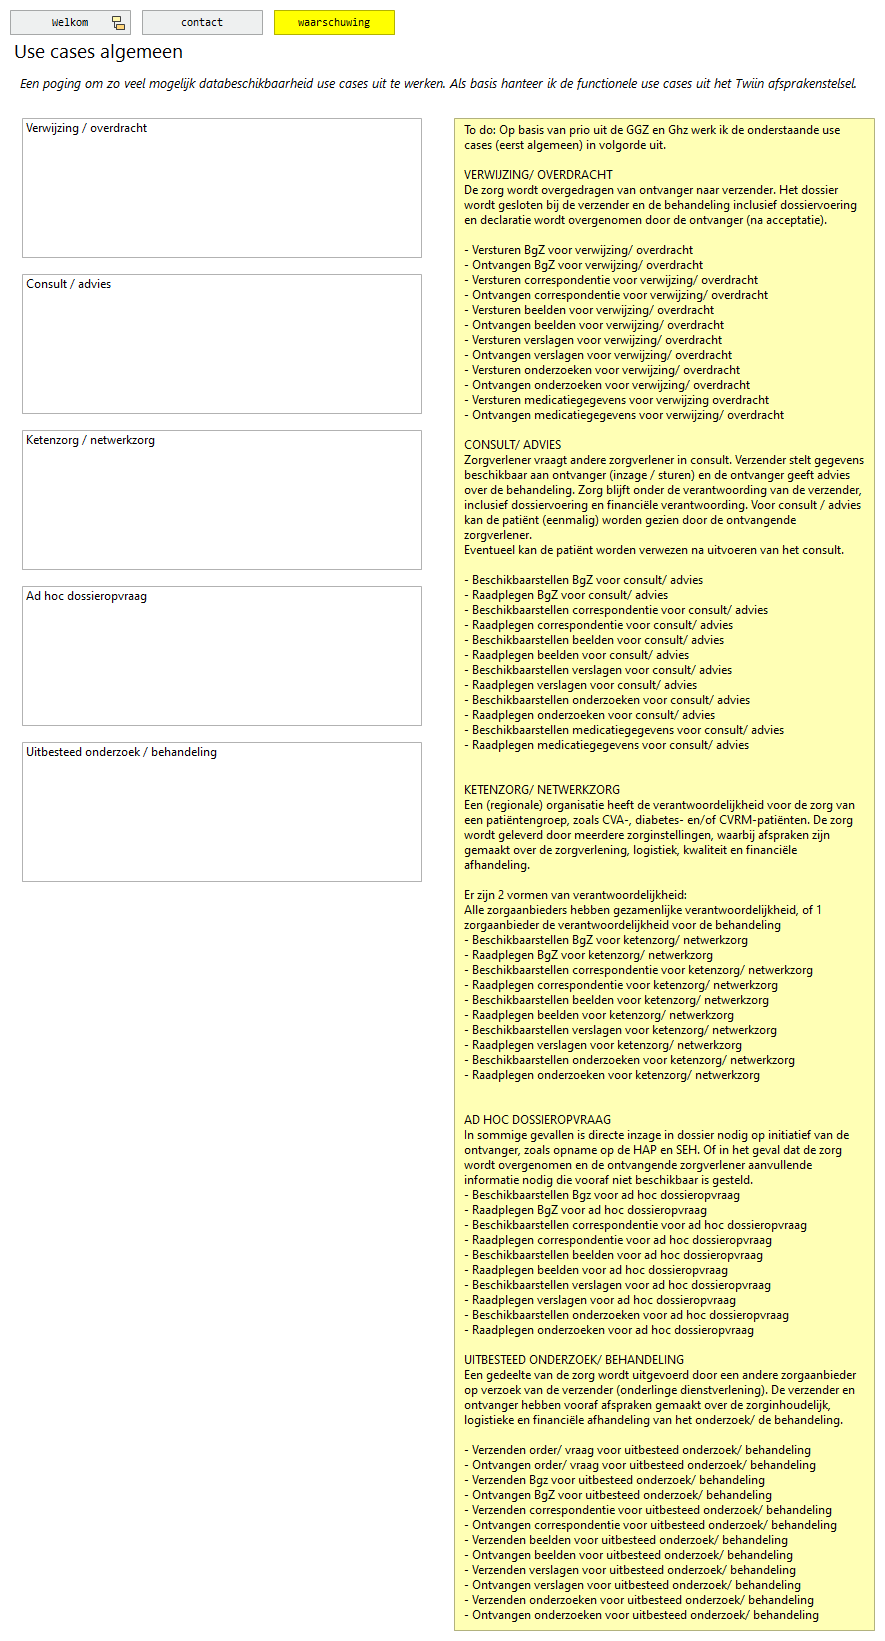 Welkom
contact
waarschuwing
Use cases algemeen
Een poging om zo veel mogelijk databeschikbaarheid use cases uit te werken. Als basis hanteer ik de functionele use cases uit het Twiin afsprakenstelsel.
Verwijzing / overdracht
Consult / advies
Ketenzorg / netwerkzorg
Ad hoc dossieropvraag
Uitbesteed onderzoek / behandeling
To do: Op basis van prio uit de GGZ en Ghz werk ik de onderstaande use
cases (eerst algemeen) in volgorde uit.
VERWIJZING/ OVERDRACHT
De zorg wordt overgedragen van ontvanger naar verzender. Het dossier
wordt gesloten bij de verzender en de behandeling inclusief dossiervoering
en declaratie wordt overgenomen door de ontvanger (na acceptatie).
- Versturen BgZ voor verwijzing/ overdracht
- Ontvangen BgZ voor verwijzing/ overdracht
- Versturen correspondentie voor verwijzing/ overdracht
- Ontvangen correspondentie voor verwijzing/ overdracht
- Versturen beelden voor verwijzing/ overdracht
- Ontvangen beelden voor verwijzing/ overdracht
- Versturen verslagen voor verwijzing/ overdracht
- Ontvangen verslagen voor verwijzing/ overdracht
- Versturen onderzoeken voor verwijzing/ overdracht
- Ontvangen onderzoeken voor verwijzing/ overdracht
- Versturen medicatiegegevens voor verwijzing overdracht
- Ontvangen medicatiegegevens voor verwijzing/ overdracht
CONSULT/ ADVIES
Zorgverlener vraagt andere zorgverlener in consult. Verzender stelt gegevens
beschikbaar aan ontvanger (inzage / sturen) en de ontvanger geeft advies
over de behandeling. Zorg blijft onder de verantwoording van de verzender,
inclusief dossiervoering en financiële verantwoording. Voor consult / advies
kan de patiënt (eenmalig) worden gezien door de ontvangende
zorgverlener.
Eventueel kan de patiënt worden verwezen na uitvoeren van het consult.
- Beschikbaarstellen BgZ voor consult/ advies
- Raadplegen BgZ voor consult/ advies
- Beschikbaarstellen correspondentie voor consult/ advies
- Raadplegen correspondentie voor consult/ advies
- Beschikbaarstellen beelden voor consult/ advies
- Raadplegen beelden voor consult/ advies
- Beschikbaarstellen verslagen voor consult/ advies
- Raadplegen verslagen voor consult/ advies
- Beschikbaarstellen onderzoeken voor consult/ advies
- Raadplegen onderzoeken voor consult/ advies
- Beschikbaarstellen medicatiegegevens voor consult/ advies
- Raadplegen medicatiegegevens voor consult/ advies
KETENZORG/ NETWERKZORG
Een (regionale) organisatie heeft de verantwoordelijkheid voor de zorg van
een patiëntengroep, zoals CVA-, diabetes- en/of CVRM-patiënten. De zorg
wordt geleverd door meerdere zorginstellingen, waarbij afspraken zijn
gemaakt over de zorgverlening, logistiek, kwaliteit en financiële
afhandeling.
Er zijn 2 vormen van verantwoordelijkheid:
Alle zorgaanbieders hebben gezamenlijke verantwoordelijkheid, of 1
zorgaanbieder de verantwoordelijkheid voor de behandeling
- Beschikbaarstellen BgZ voor ketenzorg/ netwerkzorg
- Raadplegen BgZ voor ketenzorg/ netwerkzorg
- Beschikbaarstellen correspondentie voor ketenzorg/ netwerkzorg
- Raadplegen correspondentie voor ketenzorg/ netwerkzorg
- Beschikbaarstellen beelden voor ketenzorg/ netwerkzorg
- Raadplegen beelden voor ketenzorg/ netwerkzorg
- Beschikbaarstellen verslagen voor ketenzorg/ netwerkzorg
- Raadplegen verslagen voor ketenzorg/ netwerkzorg
- Beschikbaarstellen onderzoeken voor ketenzorg/ netwerkzorg
- Raadplegen onderzoeken voor ketenzorg/ netwerkzorg
AD HOC DOSSIEROPVRAAG
In sommige gevallen is directe inzage in dossier nodig op initiatief van de
ontvanger, zoals opname op de HAP en SEH. Of in het geval dat de zorg
wordt overgenomen en de ontvangende zorgverlener aanvullende
informatie nodig die vooraf niet beschikbaar is gesteld.
- Beschikbaarstellen Bgz voor ad hoc dossieropvraag
- Raadplegen BgZ voor ad hoc dossieropvraag
- Beschikbaarstellen correspondentie voor ad hoc dossieropvraag
- Raadplegen correspondentie voor ad hoc dossieropvraag
- Beschikbaarstellen beelden voor ad hoc dossieropvraag
- Raadplegen beelden voor ad hoc dossieropvraag
- Beschikbaarstellen verslagen voor ad hoc dossieropvraag
- Raadplegen verslagen voor ad hoc dossieropvraag
- Beschikbaarstellen onderzoeken voor ad hoc dossieropvraag
- Raadplegen onderzoeken voor ad hoc dossieropvraag
UITBESTEED ONDERZOEK/ BEHANDELING
Een gedeelte van de zorg wordt uitgevoerd door een andere zorgaanbieder
op verzoek van de verzender (onderlinge dienstverlening). De verzender en
ontvanger hebben vooraf afspraken gemaakt over de zorginhoudelijk,
logistieke en financiële afhandeling van het onderzoek/ de behandeling.
- Verzenden order/ vraag voor uitbesteed onderzoek/ behandeling
- Ontvangen order/ vraag voor uitbesteed onderzoek/ behandeling
- Verzenden Bgz voor uitbesteed onderzoek/ behandeling
- Ontvangen BgZ voor uitbesteed onderzoek/ behandeling
- Verzenden correspondentie voor uitbesteed onderzoek/ behandeling
- Ontvangen correspondentie voor uitbesteed onderzoek/ behandeling
- Verzenden beelden voor uitbesteed onderzoek/ behandeling
- Ontvangen beelden voor uitbesteed onderzoek/ behandeling
- Verzenden verslagen voor uitbesteed onderzoek/ behandeling
- Ontvangen verslagen voor uitbesteed onderzoek/ behandeling
- Verzenden onderzoeken voor uitbesteed onderzoek/ behandeling
- Ontvangen onderzoeken voor uitbesteed onderzoek/ behandeling